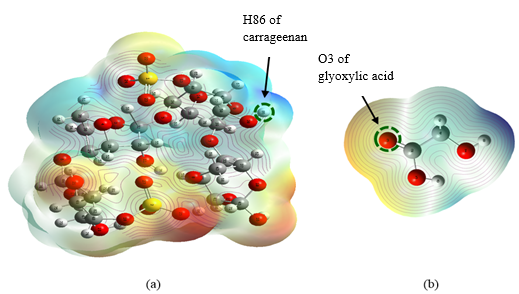 H86 of
carrageenan
O3 of
glyoxylic acid
(a)
(b)